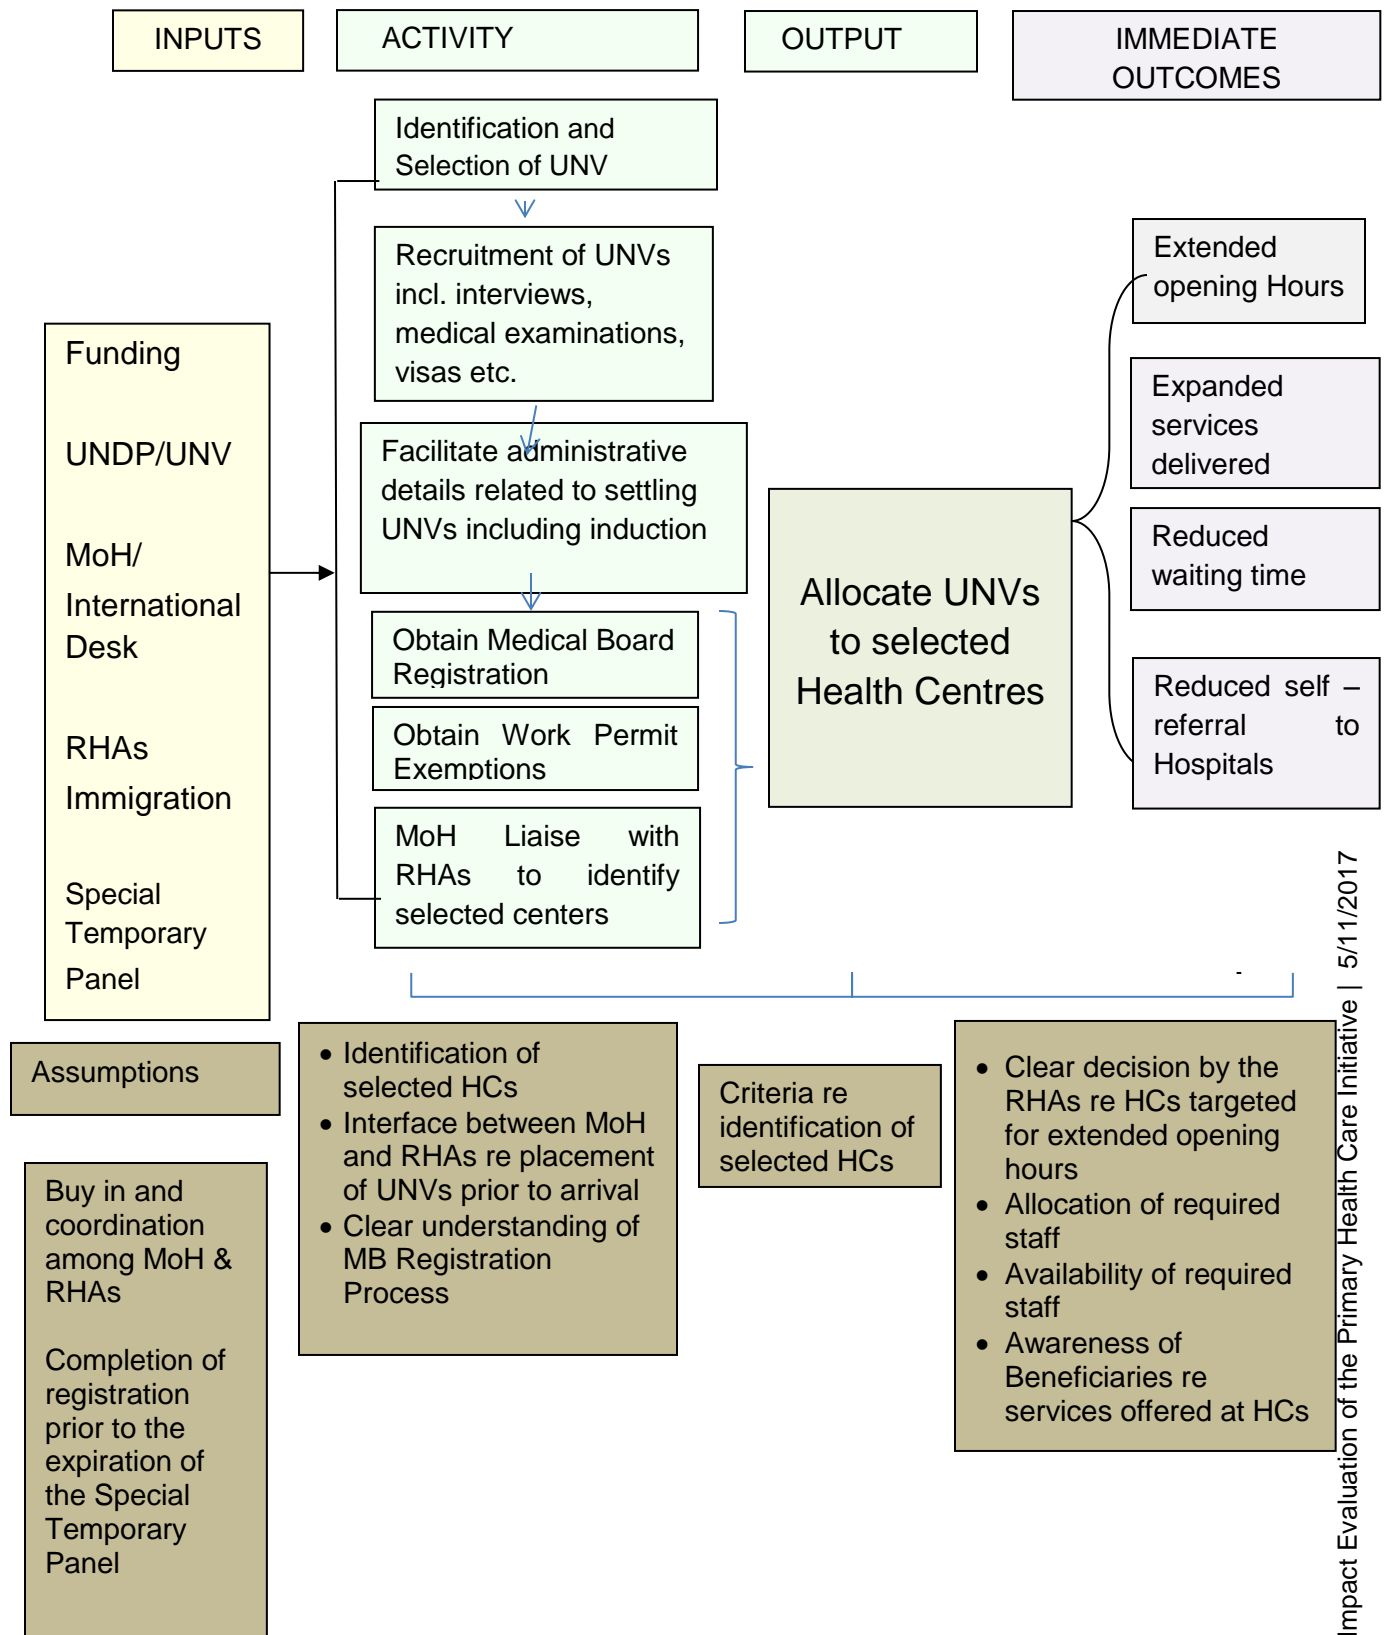 INPUTS
ACTIVITY
OUTPUT
IMMEDIATE
OUTCOMES
Funding
UNDP/UNV
MoH/
International
Desk
RHAs
Immigration
Special
Temporary
Panel
Identification and
Selection of UNV
Recruitment of UNVs
incl. interviews,
medical examinations,
visas etc.
Facilitate administrative
details related to settling
UNVs including induction
Obtain Medical Board
Registration
Obtain Work Permit
Exemptions
MoH Liaise with
RHAs to identify
selected centers
Allocate UNVs
to selected
Health Centres
Extended
opening Hours
Expanded
services
delivered
Reduced
waiting time
Reduced self –
referral to
Hospitals
Assumptions
Buy in and
coordination
among MoH &
RHAs
Completion of
registration
prior to the
expiration of
the Special
Temporary
Panel
• Identification of
selected HCs
• Interface between MoH
and RHAs re placement
of UNVs prior to arrival
• Clear understanding of
MB Registration
Process
Criteria re
identification of
selected HCs
-
• Clear decision by the
RHAs re HCs targeted
for extended opening
hours
• Allocation of required
staff
• Availability of required
staff
• Awareness of
Beneficiaries re
services offered at HCs
Impact Evaluation of the Primary Health Care Initiative | 5/11/2017